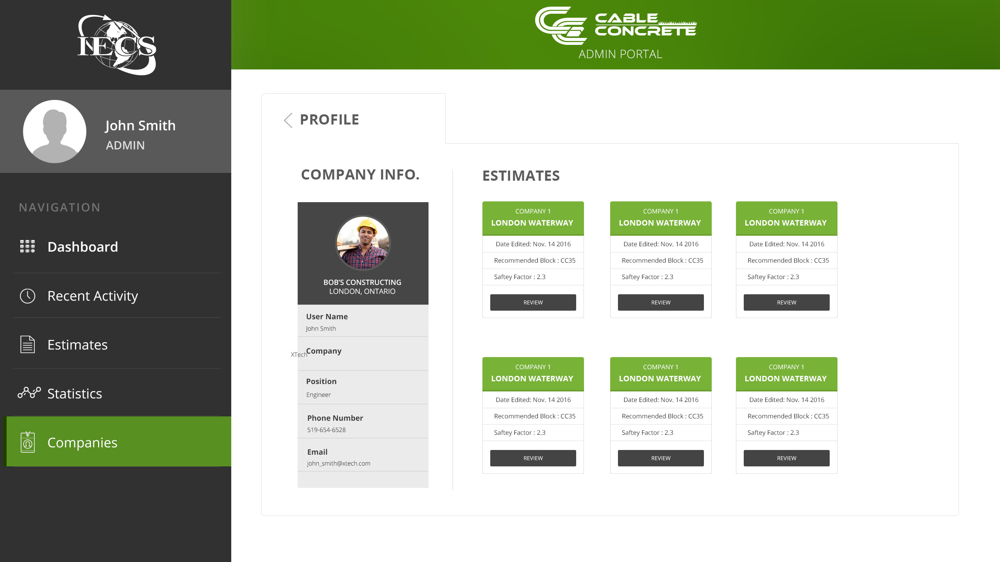 IECS
CABLE
CONCRETE
ADMIN PORTAL
John Smith
ADMIN
NAVIGATION
Dashboard
Recent Activity
Estimates
Statistics
Companies
PROFILE
COMPANY INFO.
BOB'S CONSTRUCTING
LONDON, ONTARIO
User Name
John Smith
Company
XTech
Position
Engineer
Phone Number
519-654-6528
Email
john_smith@xtech.com
ESTIMATES
COMPANY 1
LONDON WATERWAY
Date Edited: Nov. 14 2016
Recommended Block : CC35
Saftey Factor : 2.3
REVIEW
COMPANY 1
LONDON WATERWAY
Date Edited: Nov. 14 2016
Recommended Block : CC35
Saftey Factor : 2.3
REVIEW
COMPANY 1
LONDON WATERWAY
Date Edited: Nov. 14 2016
Recommended Block : CC35
Saftey Factor : 2.3
REVIEW
COMPANY 1
LONDON WATERWAY
Date Edited: Nov. 14 2016
Recommended Block : CC35
Saftey Factor : 2.3
REVIEW
COMPANY 1
LONDON WATERWAY
Date Edited: Nov. 14 2016
Recommended Block : CC35
Saftey Factor : 2.3
REVIEW
COMPANY 1
LONDON WATERWAY
Date Edited: Nov. 14 2016
Recommended Block : CC35
Saftey Factor : 2.3
REVIEW